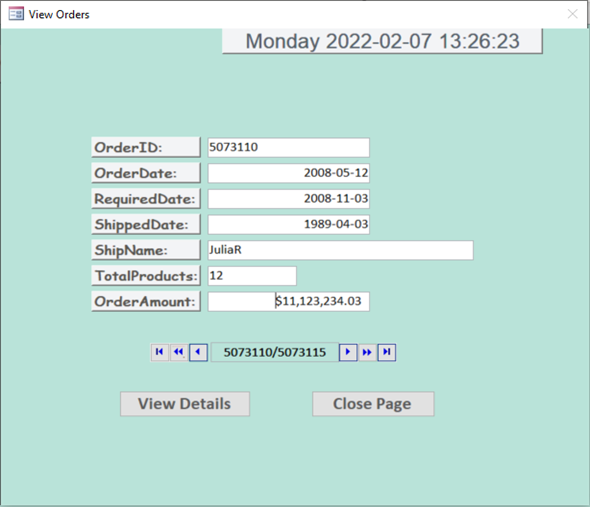 View Orders
Monday 2022-02-07 13:26:23
OrderID: 5073110
OrderDate: 2008-05-12
RequiredDate: 2008-11-03
ShippedDate: 1989-04-03
ShipName: JuliaR
TotalProducts: 12
OrderAmount: $11,123,234.03
5073110/5073115
View Details Close Page